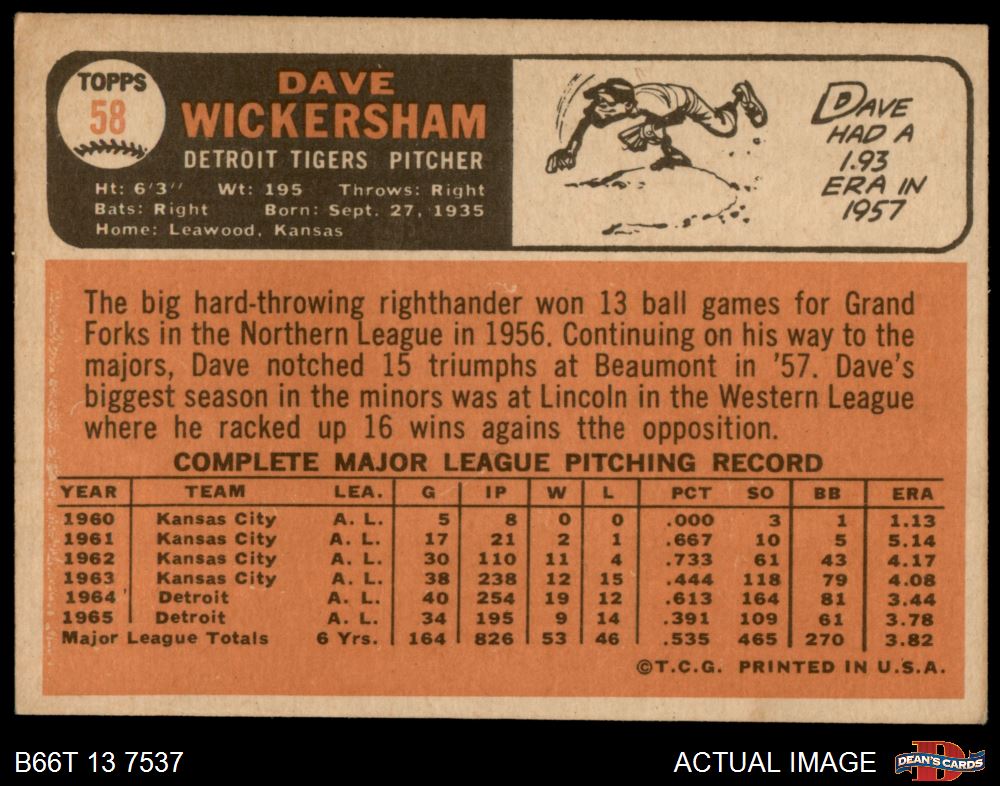 TOPPS
58
DAVE
WICKERSHAM
DETROIT TIGERS PITCHER
Ht: 6'3" Wt: 195 Throws: Right
Bats: Right Born: Sept. 27, 1935
Home: Leawood, Kansas
DAVE
HAD A
1.93
ERA IN
1957
The big hard-throwing righthander won 13 ball games for Grand
Forks in the Northern League in 1956. Continuing on his way to the
majors, Dave notched 15 triumphs at Beaumont in '57. Dave's
biggest season in the minors was at Lincoln in the Western League
where he racked up 16 wins agains tthe opposition.
COMPLETE MAJOR LEAGUE PITCHING RECORD
YEAR TEAM LEA. G IP W L PCT SO BB ERA
1960 Kansas City A. L. 5 8 0 0 .000 3 1 1.13
1961 Kansas City A. L. 17 21 2 1 .667 10 5 5.14
1962 Kansas City A. L. 30 110 11 4 .733 61 43 4.17
1963 Kansas City A. L. 38 238 12 15 .444 118 79 4.08
1964 Detroit A. L. 40 254 19 12 .613 164 81 3.44
1965 Detroit A. L. 34 195 9 14 .391 109 61 3.78
Major League Totals 6 Yrs. 164 826 53 46 .535 465 270 3.82
©T.C.G. PRINTED IN U.S.A.
B66T 13 7537
ACTUAL IMAGE
D
DEAN'S CARDS